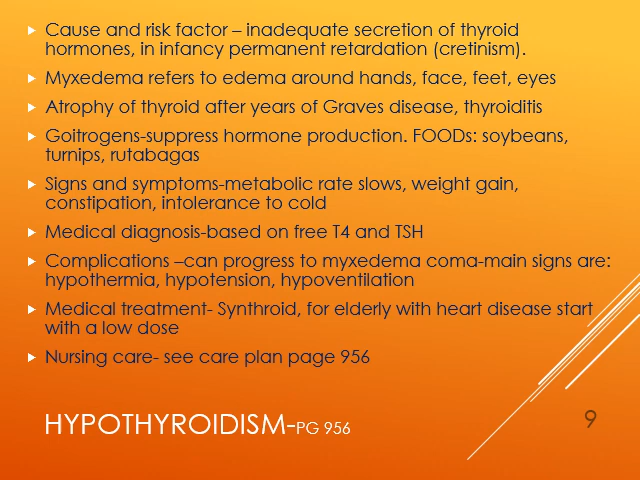 Cause and risk factor – inadequate secretion of thyroid
hormones, in infancy permanent retardation (cretinism).
Myxedema refers to edema around hands, face, feet, eyes
Atrophy of thyroid after years of Graves disease, thyroiditis
Goitrogens-suppress hormone production. FOODs: soybeans,
turnips, rutabagas
Signs and symptoms-metabolic rate slows, weight gain,
constipation, intolerance to cold
Medical diagnosis-based on free T4 and TSH
Complications –can progress to myxedema coma-main signs are:
hypothermia, hypotension, hypoventilation
Medical treatment- Synthroid, for elderly with heart disease start
with a low dose
Nursing care- see care plan page 956
HYPOTHYROIDISM-PG 956
9